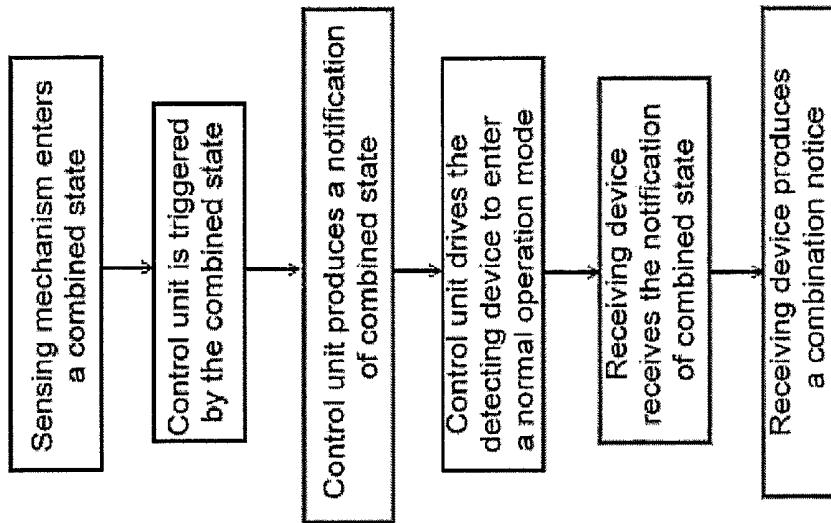 Sensing mechanism enters
a combined state
Control unit is triggered
by the combined state
Control unit produces a notification
of combined state
Control unit drives the
detecting device to enter
a normal operation mode
Receiving device
receives the notification
of combined state
Receiving device produces
a combination notice